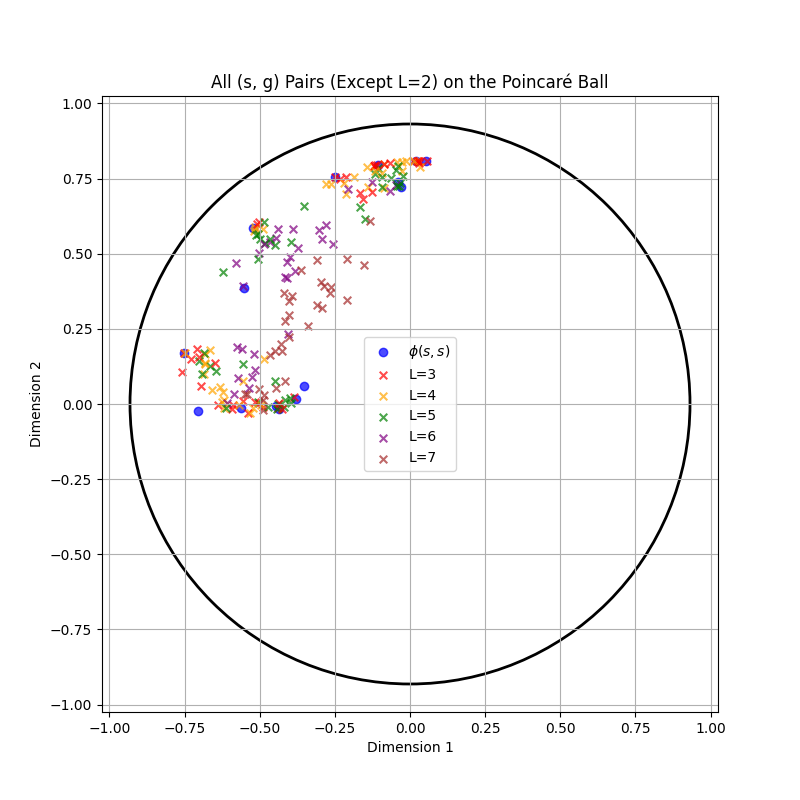 All (s, g) Pairs (Except L=2) on the Poincaré Ball
1.00
0.75
0.50
0.25
0.00
−0.25
−0.50
−0.75
−1.00
Dimension 2
ϕ(s, s)
L=3
L=4
L=5
L=6
L=7
−1.00 −0.75 −0.50 −0.25 0.00 0.25 0.50 0.75 1.00
Dimension 1